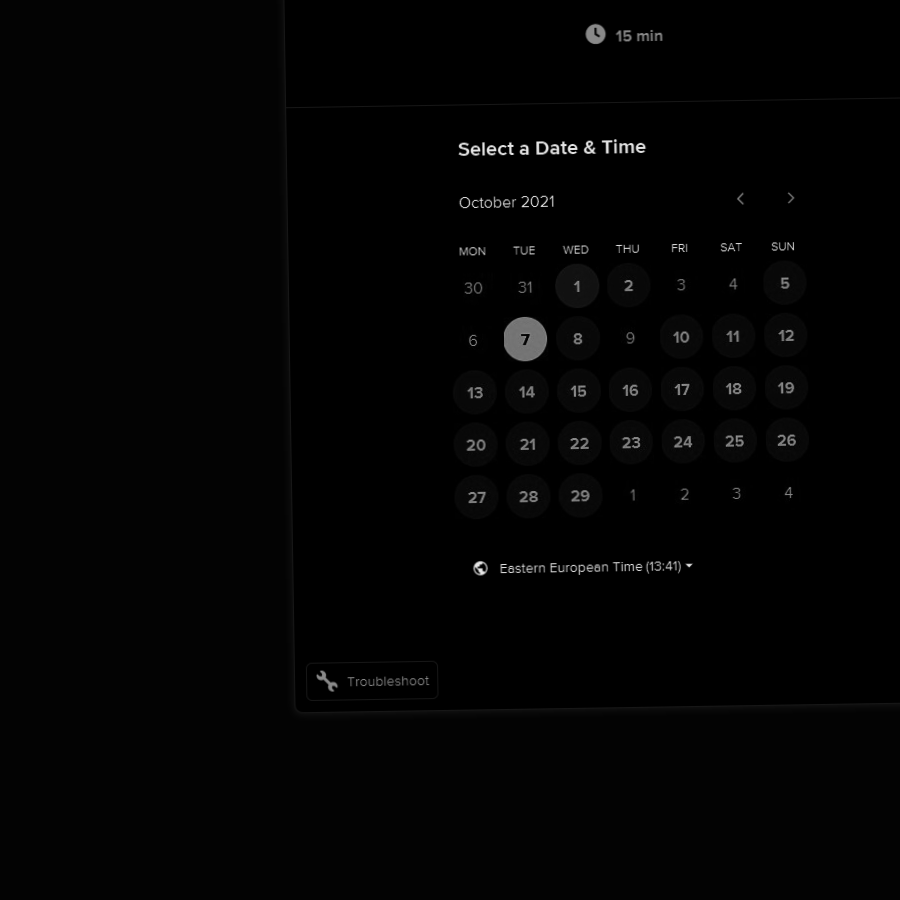 15 min
Select a Date & Time
October 2021
MON TUE WED THU FRI SAT SUN
30 31 1 2 3 4 5
6 7 8 9 10 11 12
13 14 15 16 17 18 19
20 21 22 23 24 25 26
27 28 29 1 2 3 4
Eastern European Time (13:41)
Troubleshoot